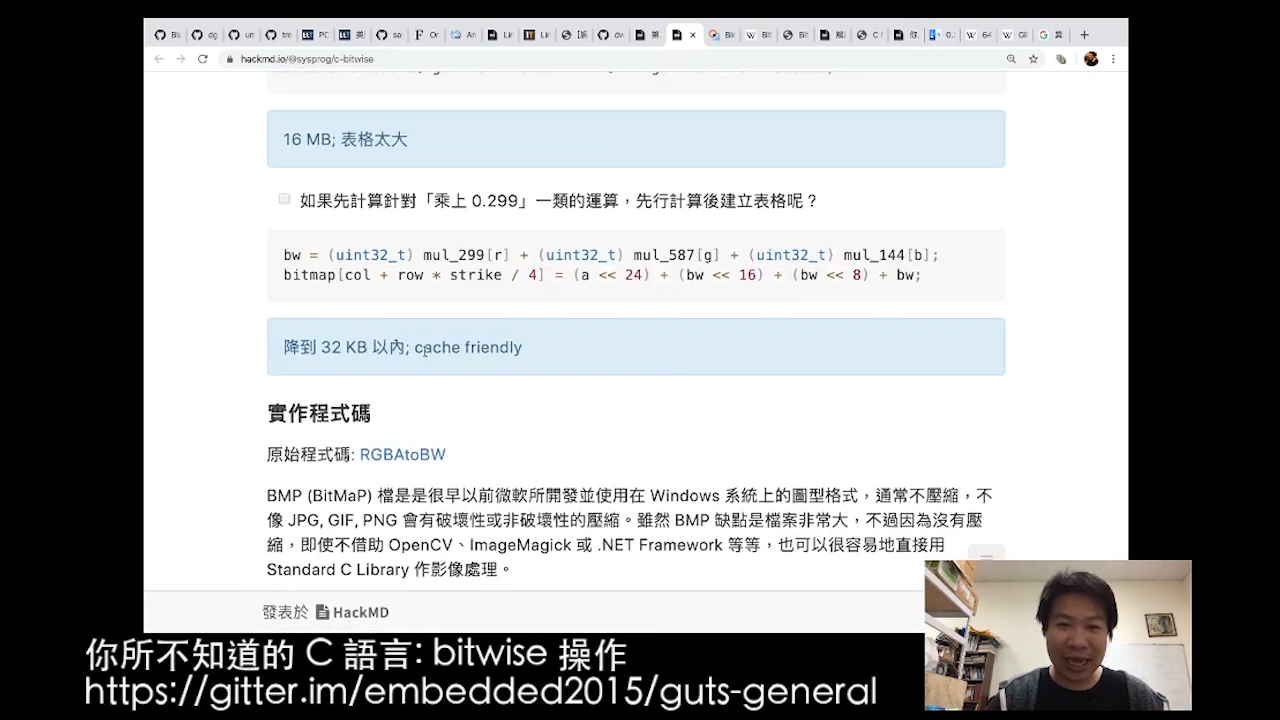 hackmd.io/@sysprog/c-bitwise
16 MB; 表格太大
如果先計算針對「乘上 0.299」一類的運算，先行計算後建立表格呢？
bw = (uint32_t) mul_299[r] + (uint32_t) mul_587[g] + (uint32_t) mul_144[b];
bitmap[col + row * strike / 4] = (a << 24) + (bw << 16) + (bw << 8) + bw;
降到 32 KB 以內; cache friendly
實作程式碼
原始程式碼: RGBAtoBW
BMP (BitMaP) 檔是是很早以前微軟所開發並使用在 Windows 系統上的圖型格式，通常不壓縮，不
像 JPG, GIF, PNG 會有破壞性或非破壞性的壓縮。雖然 BMP 缺點是檔案非常大，不過因為沒有壓
縮，即使不借助 OpenCV、ImageMagick 或 .NET Framework 等等，也可以很容易地直接用
Standard C Library 作影像處理。
發表於 HackMD
你所不知道的 C 語言: bitwise 操作
https://gitter.im/embedded2015/guts-general